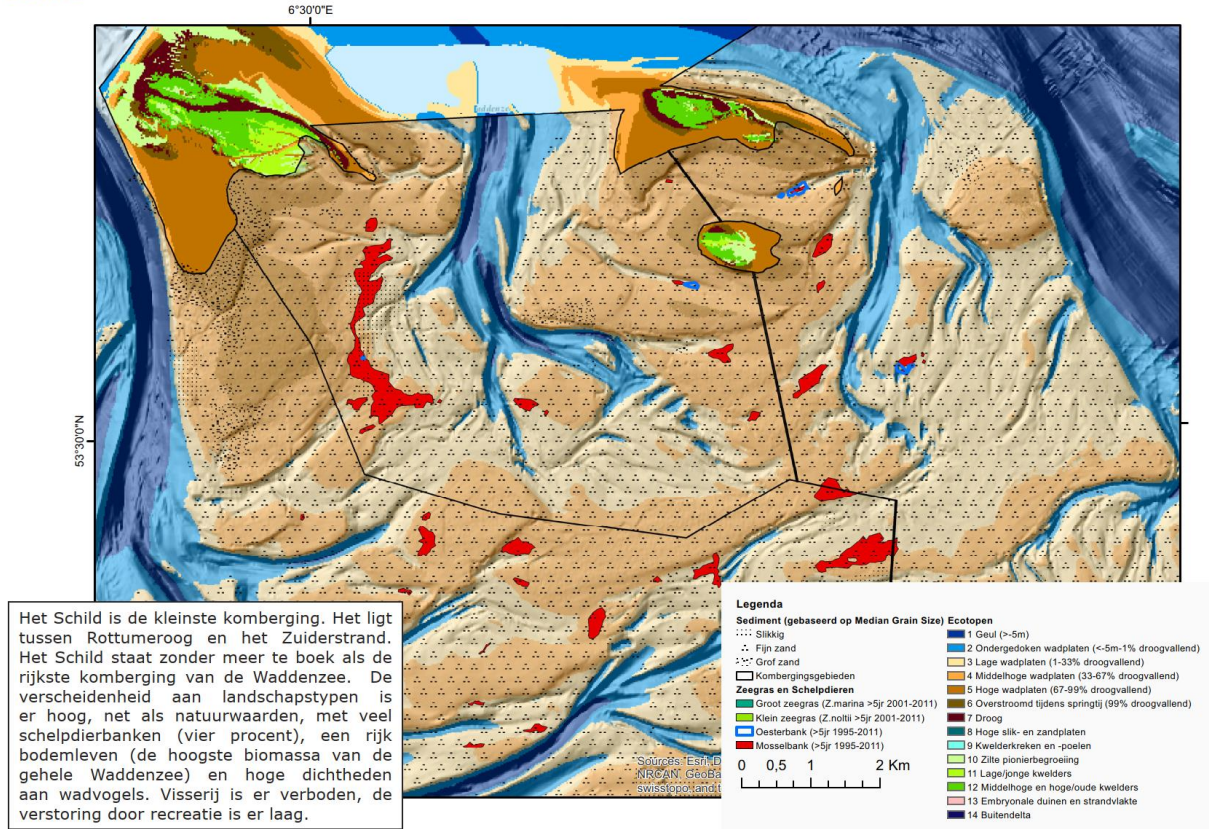 6°30'0"E
Waddenzee
53°30'0"N
Het Schild is de kleinste komberging. Het ligt
tussen Rottumeroog en het Zuiderstrand.
Het Schild staat zonder meer te boek als de
rijkste komberging van de Waddenzee. De
verscheidenheid aan landschapstypen is
er hoog, net als natuurwaarden, met veel
schelpdierbanken (vier procent), een rijk
bodemleven (de hoogste biomassa van de
gehele Waddenzee) en hoge dichtheden
aan wadvogels. Visserij is er verboden, de
verstoring door recreatie is er laag.
Sources: Esri, D
NRCAN, GeoBa
swisstopo, and t
Legenda
Sediment (gebaseerd op Median Grain Size)
Slikkig
Fijn zand
Grof zand
Kombergingsgebieden
Zeegras en Schelpdieren
Groot zeegras (Z.marina >5jr 2001-2011)
Klein zeegras (Z.noltii >5jr 2001-2011)
Oesterbank (>5jr 1995-2011)
Mosselbank (>5jr 1995-2011)
0 0,5 1 2 Km
Ecotopen
1 Geul (>-5m)
2 Ondergedoken wadplaten (<-5m-1% droogvallend)
3 Lage wadplaten (1-33% droogvallend)
4 Middelhoge wadplaten (33-67% droogvallend)
5 Hoge wadplaten (67-99% droogvallend)
6 Overstroomd tijdens springtij (99% droogvallend)
7 Droog
8 Hoge slik- en zandplaten
9 Kwelderkreken en -poelen
10 Zilte pionierbegroeiing
11 Lage/jonge kwelders
12 Middelhoge en hoge/oude kwelders
13 Embryonale duinen en strandvlakte
14 Buitendelta